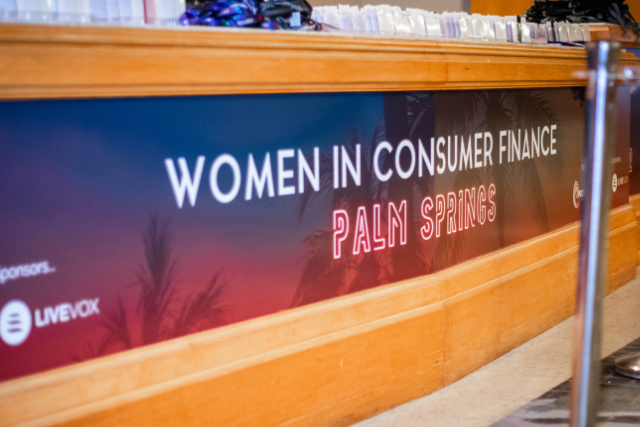 WOMEN IN CONSUMER FINANCE
PALM SPRINGS
sponsors...
LIVEVOX